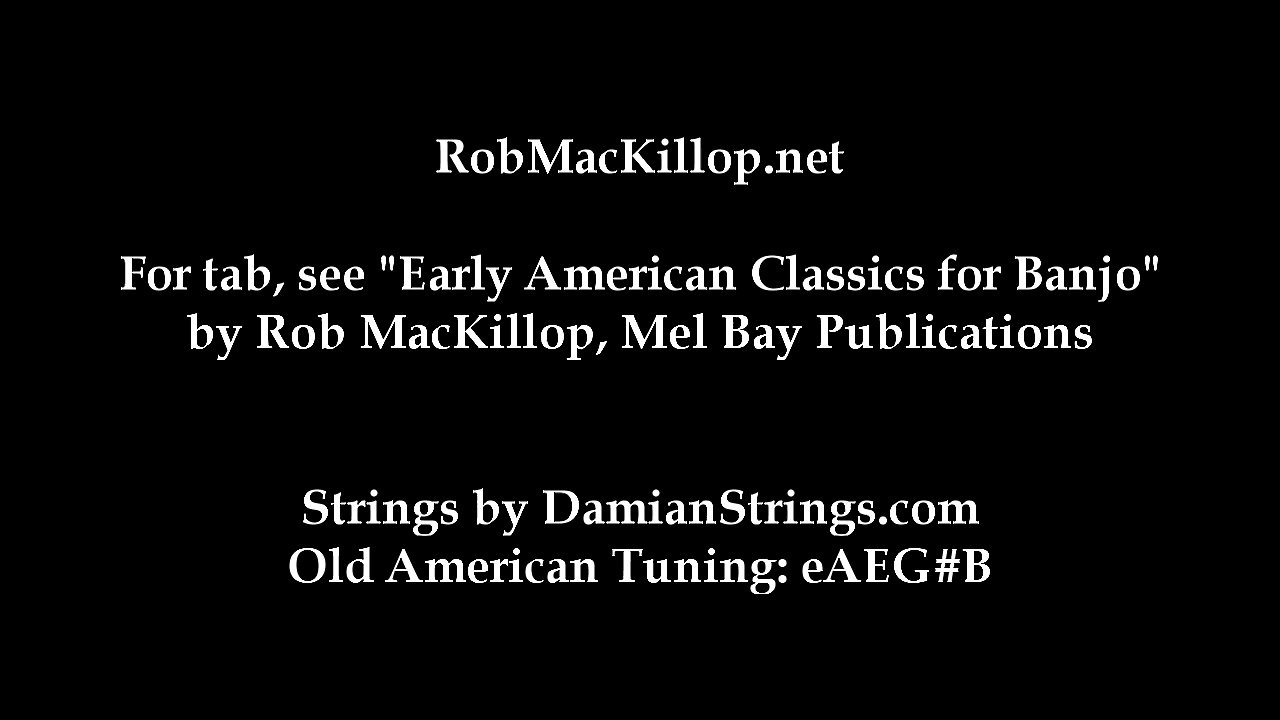 RobMacKillop.net
For tab, see "Early American Classics for Banjo"
by Rob MacKillop, Mel Bay Publications
Strings by DamianStrings.com
Old American Tuning: eAEG#B